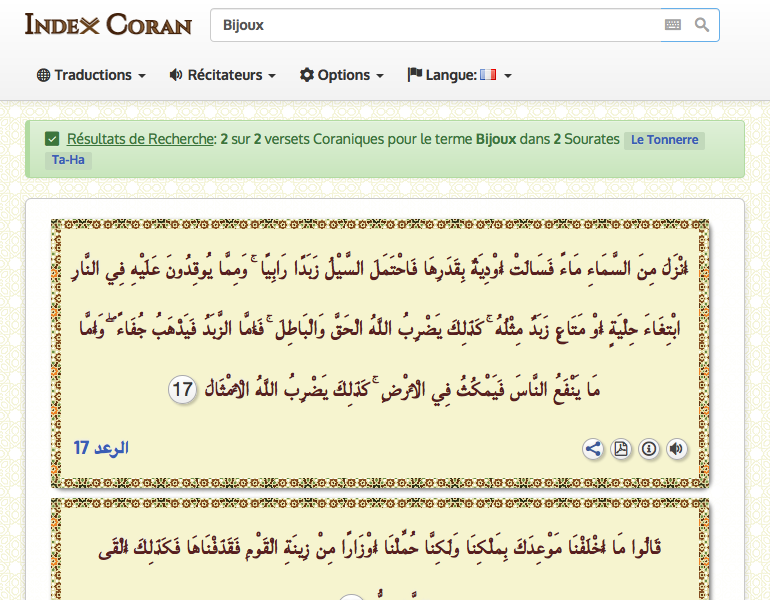 Index Coran
Bijoux
Traductions Récitateurs Options Langue:
Résultats de Recherche: 2 sur 2 versets Coraniques pour le terme Bijoux dans 2 Sourates Le Tonnerre
Ta-Ha
أَنْزَلَ مِنَ السَّمَاءِ مَاءً فَسَالَتْ أَوْدِيَةٌ بِقَدَرِهَا فَاحْتَمَلَ السَّيْلُ زَبَدًا رَابِيًا ۚ وَمِمَّا يُوقِدُونَ عَلَيْهِ فِي النَّارِ
ابْتِغَاءَ حِلْيَةٍ أَوْ مَتَاعٍ زَبَدٌ مِثْلُهُ ۚ كَذَٰلِكَ يَضْرِبُ اللَّهُ الْحَقَّ وَالْبَاطِلَ ۚ فَأَمَّا الزَّبَدُ فَيَذْهَبُ جُفَاءً ۖ وَأَمَّا
مَا يَنْفَعُ النَّاسَ فَيَمْكُثُ فِي الْأَرْضِ ۚ كَذَٰلِكَ يَضْرِبُ اللَّهُ الْأَمْثَالَ 17
الرعد 17
قَالُوا مَا أَخْلَفْنَا مَوْعِدَكَ بِمَلْكِنَا وَلَٰكِنَّا حُمِّلْنَا أَوْزَارًا مِنْ زِينَةِ الْقَوْمِ فَقَذَفْنَاهَا فَكَذَٰلِكَ أَلْقَى